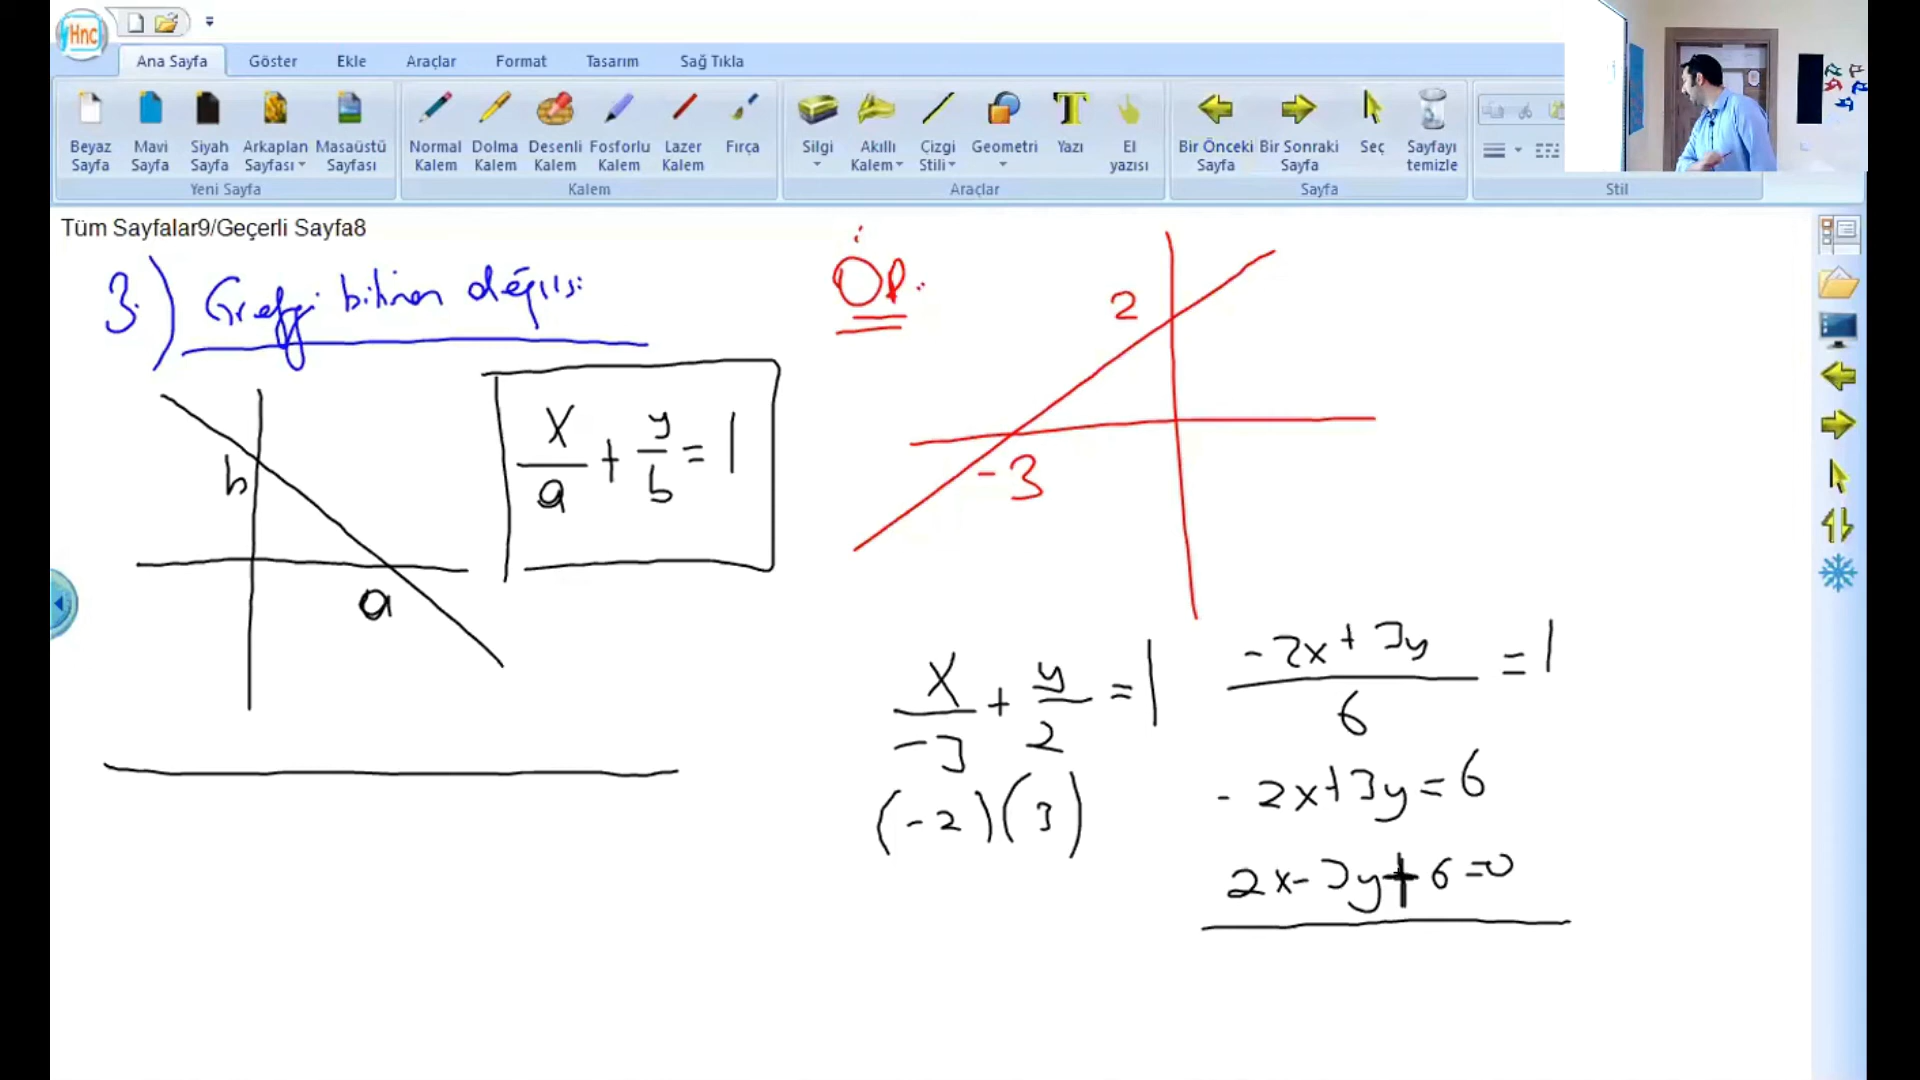 Hnc
Ana Sayfa Göster Ekle Araçlar Format Tasarım Sağ Tıkla
Beyaz Sayfa Mavi Sayfa Siyah Sayfa Arkaplan Sayfası Masaüstü Sayfası
Yeni Sayfa
Normal Kalem Dolma Kalem Desenli Kalem Fosforlu Kalem Lazer Kalem Fırça
Kalem
Silgi Akıllı Kalem Çizgi Stili Geometri Yazı El yazısı
Araçlar
Bir Önceki Sayfa Bir Sonraki Sayfa Seç Sayfayı temizle
Sayfa
Stil
Tüm Sayfalar9/Geçerli Sayfa8
3.)
bilinen
b
a
x/a + y/b = 1
2
-3
x/-3 + y/2 = 1
(-2) (3)
-2x+3y/6 = 1
-2x+3y=6
2x-3y+6=0